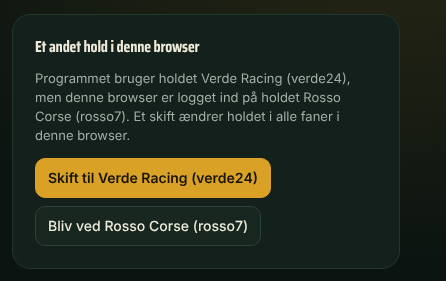 Et andet hold i denne browser
Programmet bruger holdet Verde Racing (verde24),
men denne browser er logget ind på holdet Rosso
Corse (rosso7). Et skift ændrer holdet i alle faner i
denne browser.
Skift til Verde Racing (verde24)
Bliv ved Rosso Corse (rosso7)